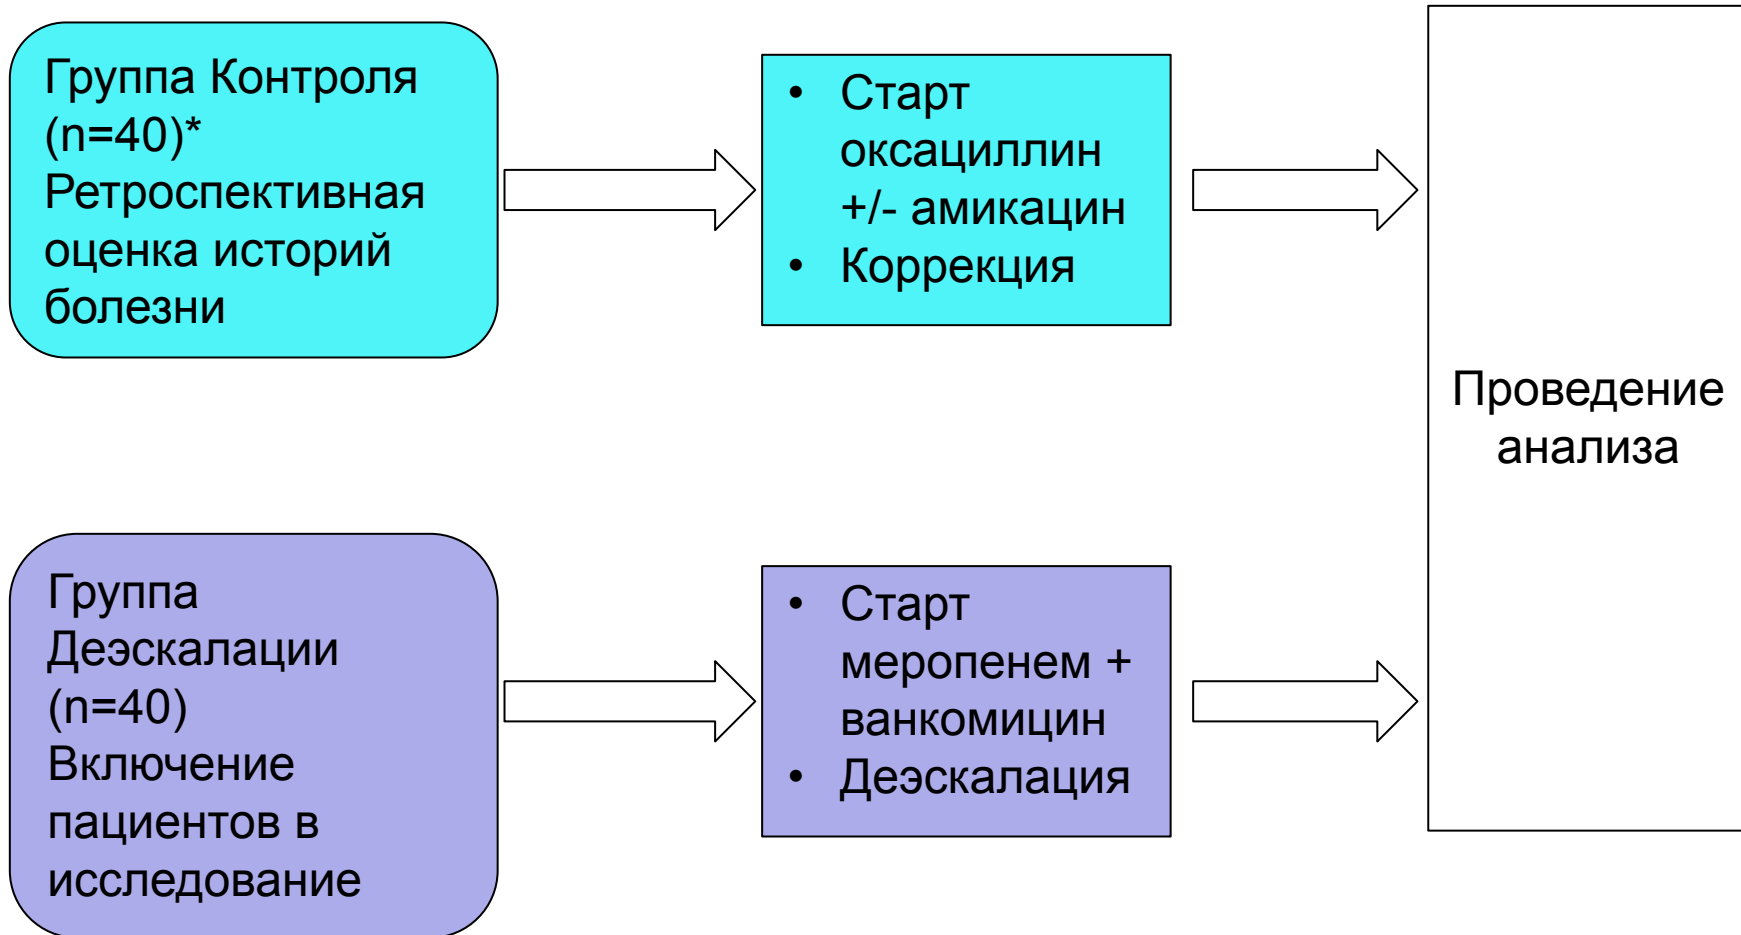 Группа Контроля
(n=40)*
Ретроспективная
оценка историй
болезни
• Старт
оксациллин
+/- амикацин
• Коррекция
Проведение
анализа
Группа
Деэскалации
(n=40)
Включение
пациентов в
исследование
• Старт
меропенем +
ванкомицин
• Деэскалация